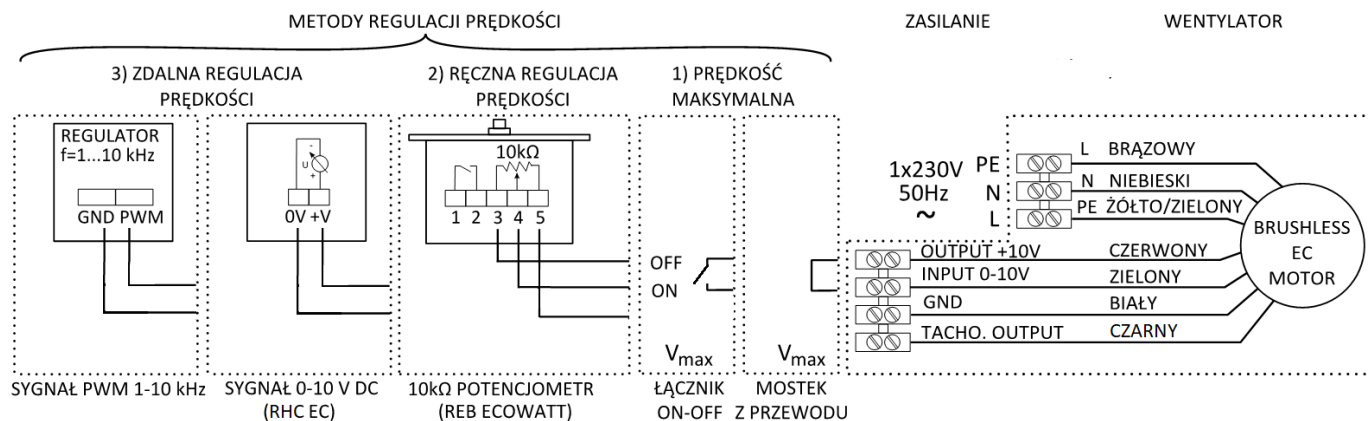 METODY REGULACJI PRĘDKOŚCI
ZASILANIE
WENTYLATOR
3) ZDALNA REGULACJA
PRĘDKOŚCI
2) RĘCZNA REGULACJA
PRĘDKOŚCI
1) PRĘDKOŚĆ
MAKSYMALNA
REGULATOR
f=1...10 kHz
GND PWM
SYGNAŁ PWM 1-10 kHz
-
U
+
0V +V
SYGNAŁ 0-10 V DC
(RHC EC)
10kΩ
1 2 3 4 5
10kΩ POTENCJOMETR
(REB ECOWATT)
OFF
ON
Vmax
ŁĄCZNIK
ON-OFF
Vmax
MOSTEK
Z PRZEWODU
1x230V
50Hz
~
PE
N
L
L BRĄZOWY
N NIEBIESKI
PE ŻÓŁTO/ZIELONY
OUTPUT +10V CZERWONY
INPUT 0-10V ZIELONY
GND BIAŁY
TACHO. OUTPUT CZARNY
BRUSHLESS
EC
MOTOR